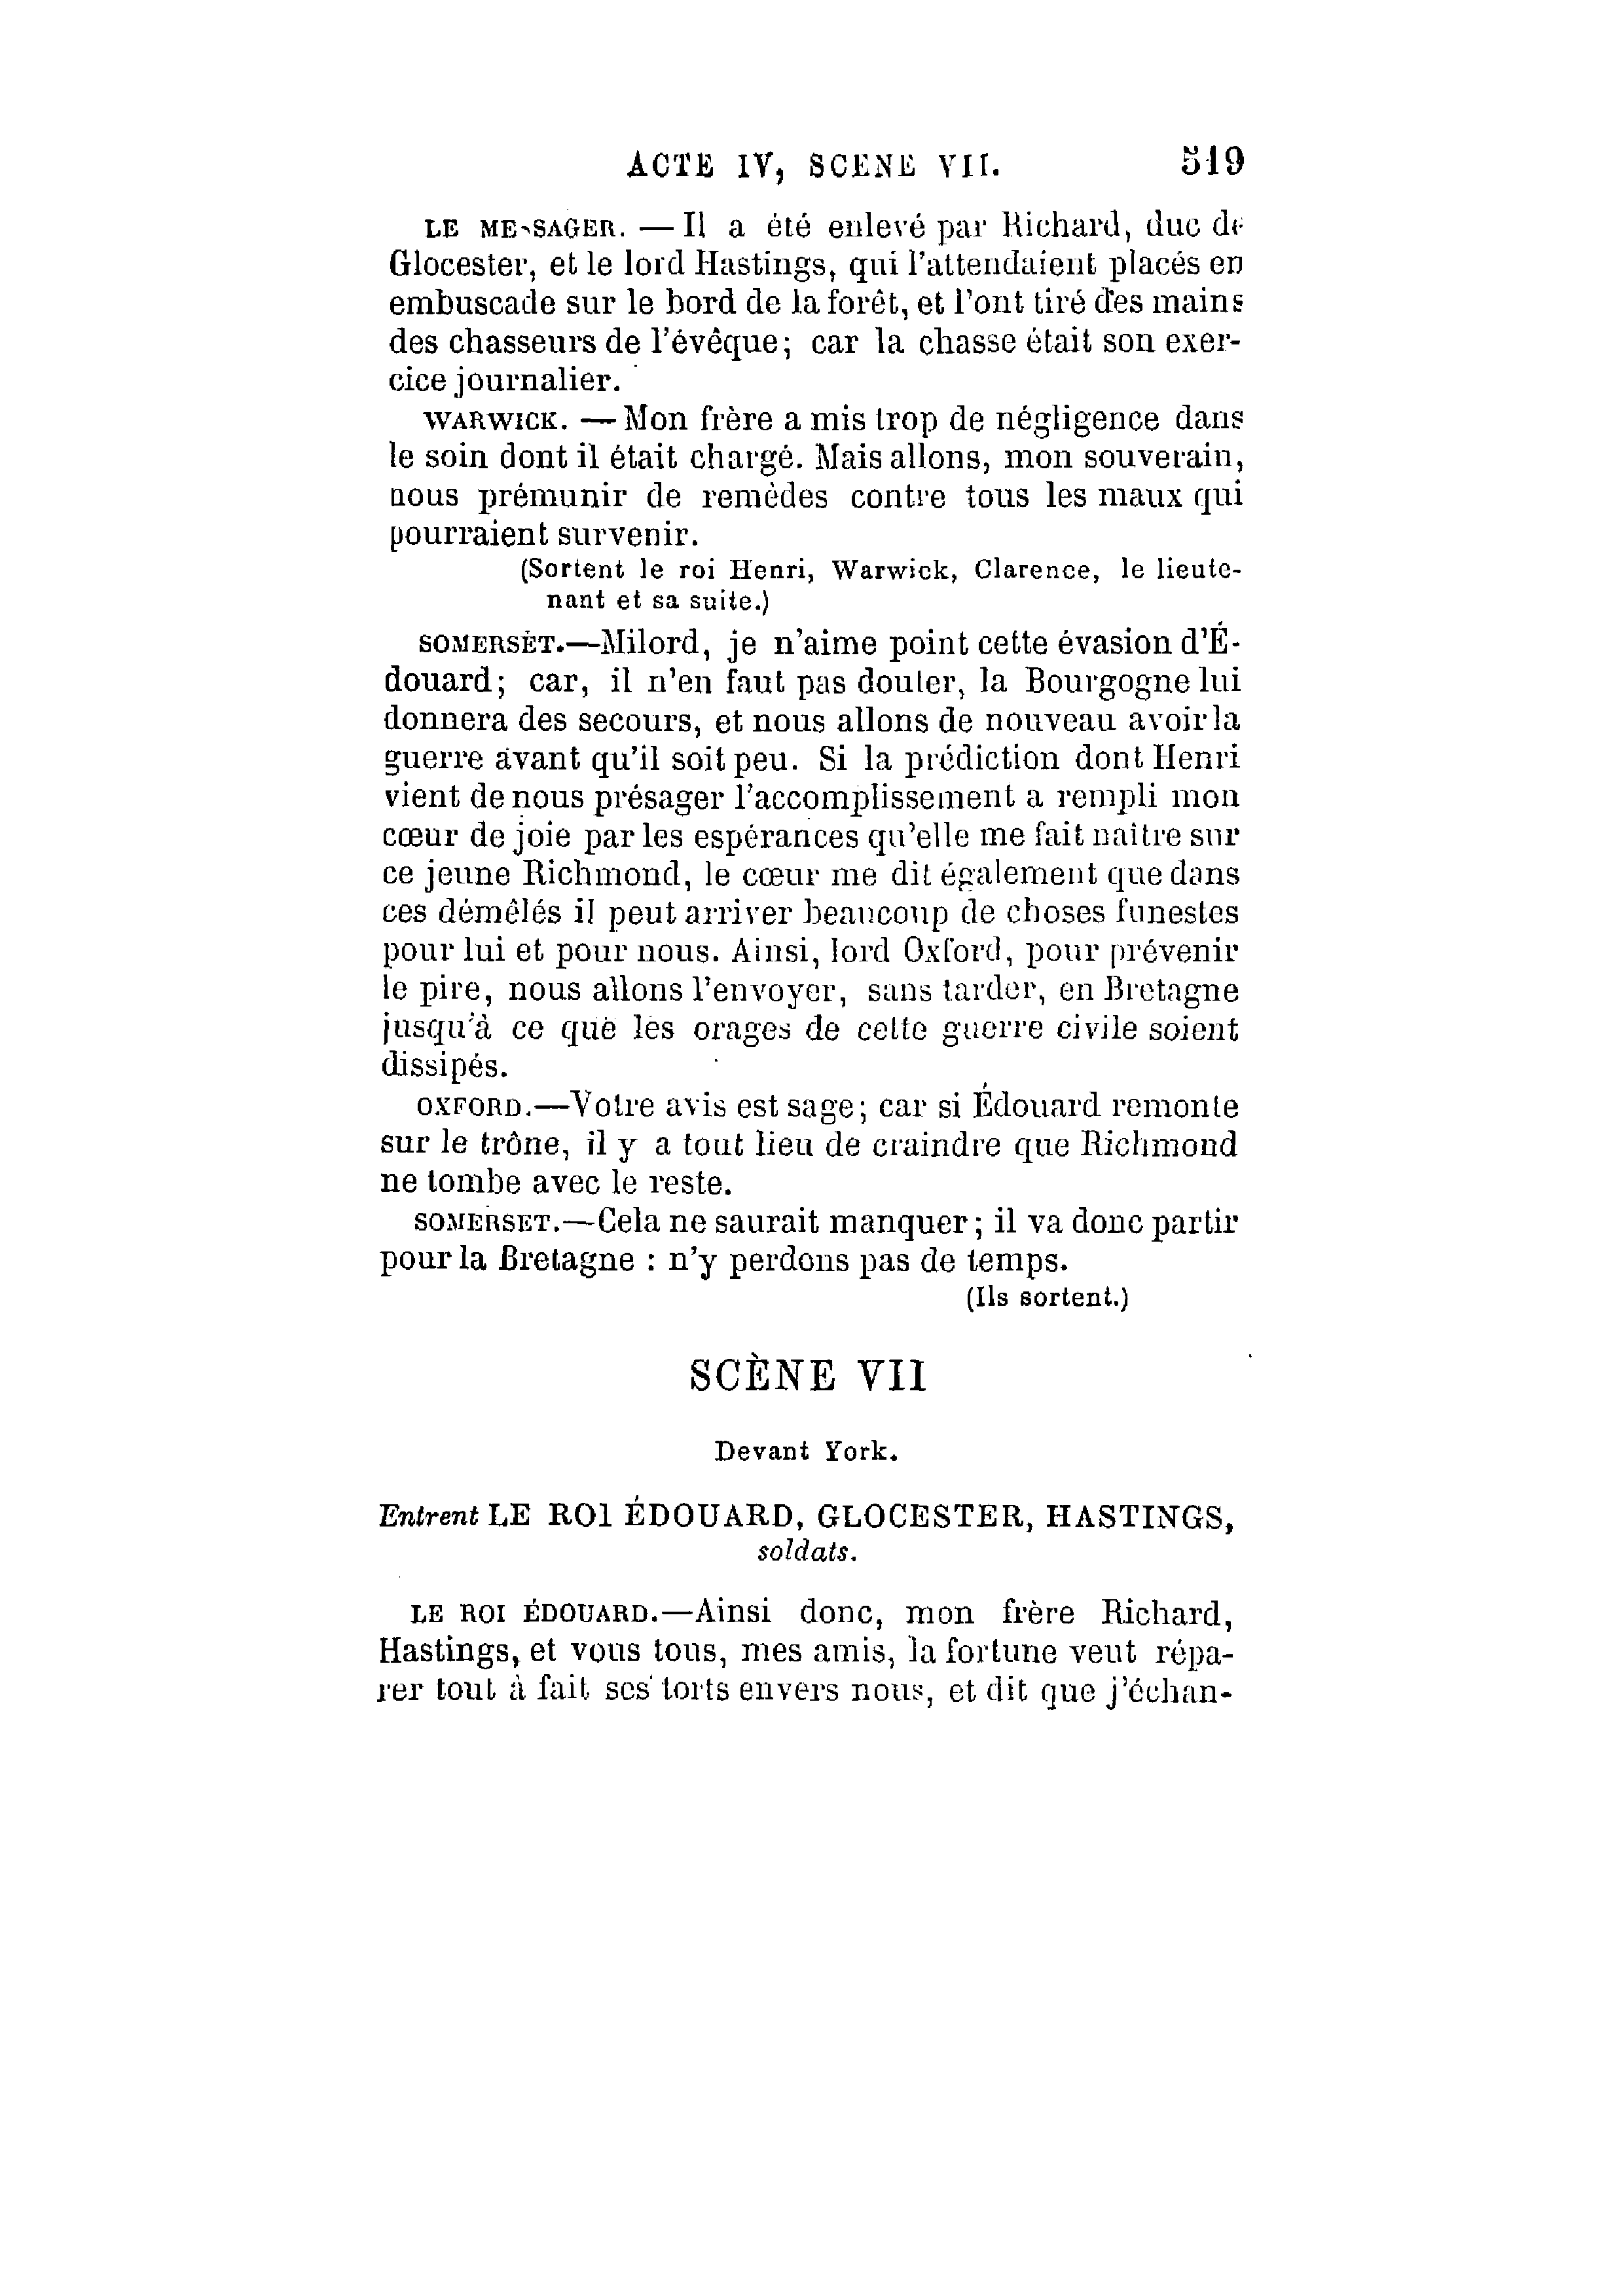 ACTE IV, SCENE VII. 519
LE MESSAGER. — Il a été enlevé par Richard, duc de
Glocester, et le lord Hastings, qui l'attendaient placés en
embuscade sur le bord de la forêt, et l'ont tiré des mains
des chasseurs de l'évêque; car la chasse était son exer-
cice journalier.
WARWICK. — Mon frère a mis trop de négligence dans
le soin dont il était chargé. Mais allons, mon souverain,
nous prémunir de remèdes contre tous les maux qui
pourraient survenir.
(Sortent le roi Henri, Warwick, Clarence, le lieute-
nant et sa suite.)
SOMERSET.—Milord, je n'aime point cette évasion d'É-
douard; car, il n'en faut pas douter, la Bourgogne lui
donnera des secours, et nous allons de nouveau avoir la
guerre avant qu'il soit peu. Si la prédiction dont Henri
vient de nous présager l'accomplissement a rempli mon
cœur de joie par les espérances qu'elle me fait naître sur
ce jeune Richmond, le cœur me dit également que dans
ces démêlés il peut arriver beaucoup de choses funestes
pour lui et pour nous. Ainsi, lord Oxford, pour prévenir
le pire, nous allons l'envoyer, sans tarder, en Bretagne
jusqu'à ce que les orages de cette guerre civile soient
dissipés.
OXFORD.—Votre avis est sage; car si Édouard remonte
sur le trône, il y a tout lieu de craindre que Richmond
ne tombe avec le reste.
SOMERSET.—Cela ne saurait manquer; il va donc partir
pour la Bretagne : n'y perdons pas de temps.
(Ils sortent.)
SCÈNE VII
Devant York.
Entrent LE ROI ÉDOUARD, GLOCESTER, HASTINGS,
soldats.
LE ROI ÉDOUARD.—Ainsi donc, mon frère Richard,
Hastings, et vous tous, mes amis, la fortune veut répa-
rer tout à fait ses torts envers nous, et dit que j'échan-